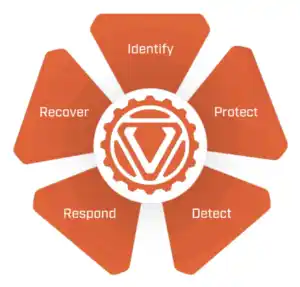 Identify
Protect
Detect
Respond
Recover
V